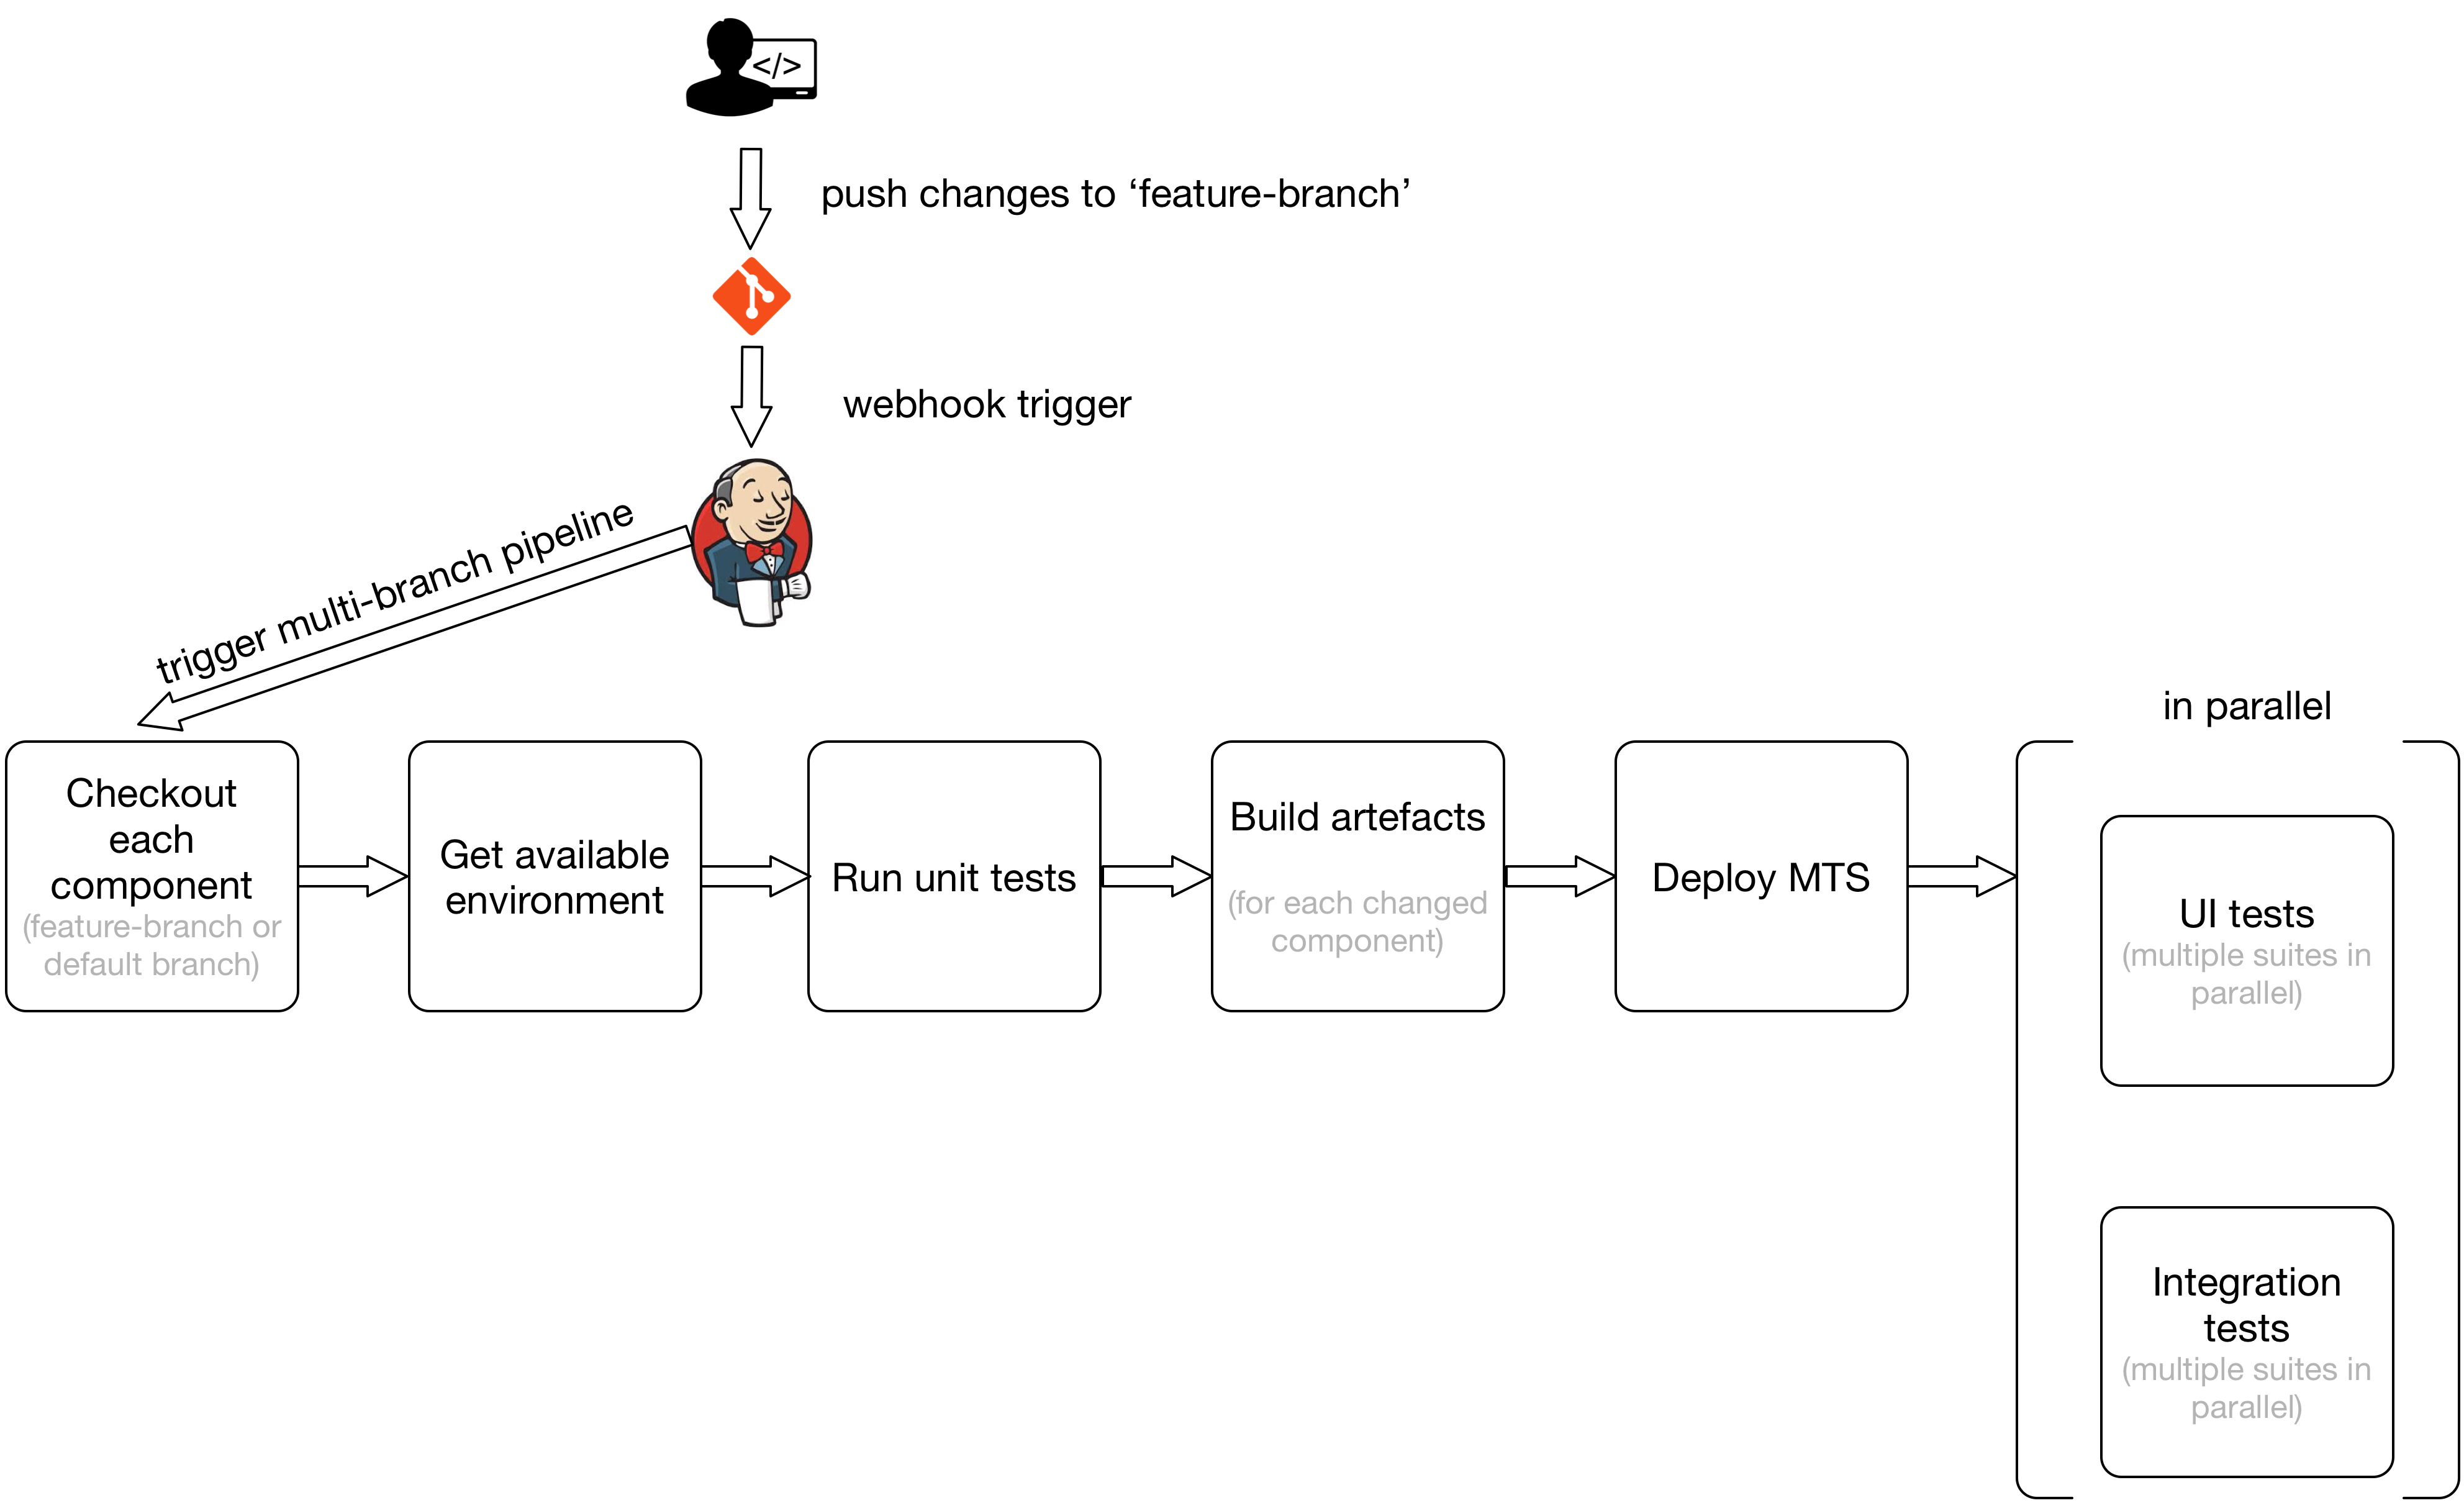 </>
push changes to ‘feature-branch’
webhook trigger
trigger multi-branch pipeline
in parallel
Checkout
each
component
(feature-branch or
default branch)
Get available
environment
Run unit tests
Build artefacts
(for each changed
component)
Deploy MTS
UI tests
(multiple suites in
parallel)
Integration
tests
(multiple suites in
parallel)